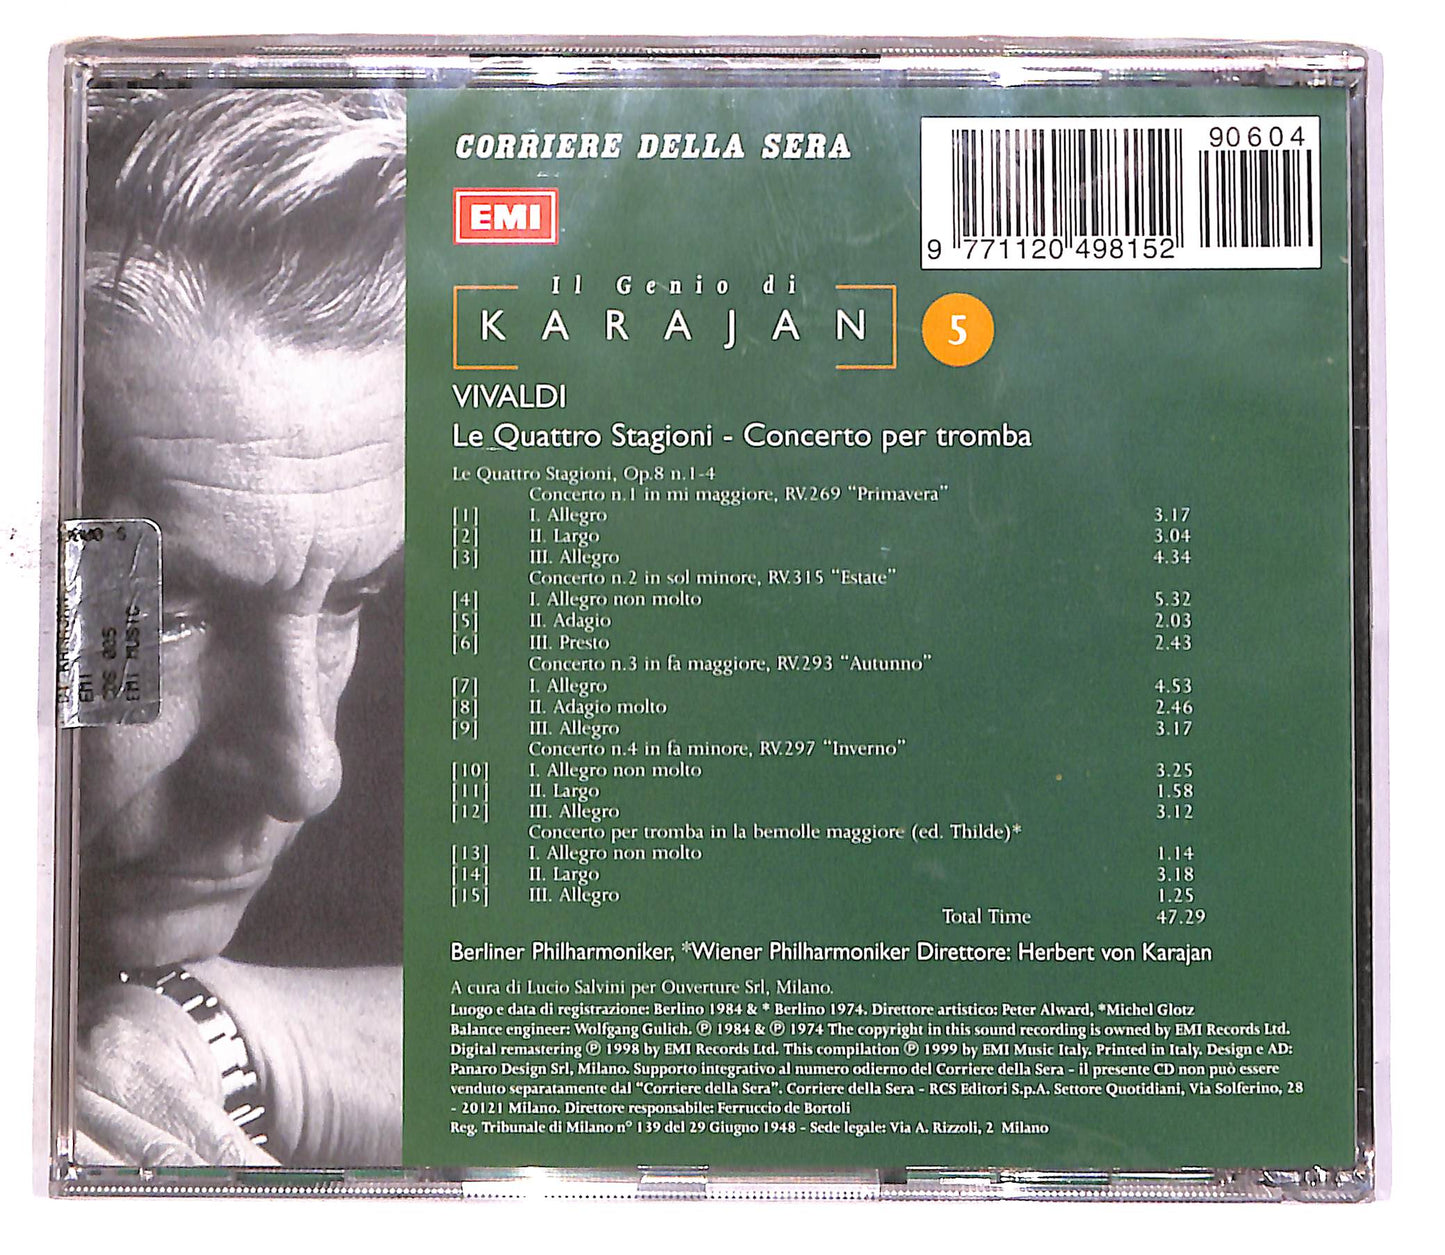 CORRIERE DELLA SERA
90604
9 771120 498152
EMI
Il Genio di
KARAJAN 5
VIVALDI
Le Quattro Stagioni - Concerto per tromba
Le Quattro Stagioni, Op.8 n.1-4
Concerto n.1 in mi maggiore, RV.269 "Primavera"
[1] I. Allegro 3.17
[2] II. Largo 3.04
[3] III. Allegro 4.34
Concerto n.2 in sol minore, RV.315 "Estate"
[4] I. Allegro non molto 5.32
[5] II. Adagio 2.03
[6] III. Presto 2.43
Concerto n.3 in fa maggiore, RV.293 "Autunno"
[7] I. Allegro 4.53
[8] II. Adagio molto 2.46
[9] III. Allegro 3.17
Concerto n.4 in fa minore, RV.297 "Inverno"
[10] I. Allegro non molto 3.25
[11] II. Largo 1.58
[12] III. Allegro 3.12
Concerto per tromba in la bemolle maggiore (ed. Thilde)*
[13] I. Allegro non molto 1.14
[14] II. Largo 3.18
[15] III. Allegro 1.25
Total Time 47.29
Berliner Philharmoniker, *Wiener Philharmoniker Direttore: Herbert von Karajan
A cura di Lucio Salvini per Ouverture Srl, Milano.
Luogo e data di registrazione: Berlino 1984 & * Berlino 1974. Direttore artistico: Peter Alward, *Michel Glotz
Balance engineer: Wolfgang Gulich. ℗ 1984 & ℗ 1974 The copyright in this sound recording is owned by EMI Records Ltd.
Digital remastering ℗ 1998 by EMI Records Ltd. This compilation ℗ 1999 by EMI Music Italy. Printed in Italy. Design e AD:
Panaro Design Srl, Milano. Supporto integrativo al numero odierno del Corriere della Sera - il presente CD non può essere
venduto separatamente dal "Corriere della Sera". Corriere della Sera - RCS Editori S.p.A. Settore Quotidiani, Via Solferino, 28
- 20121 Milano. Direttore responsabile: Ferruccio de Bortoli
Reg. Tribunale di Milano n° 139 del 29 Giugno 1948 - Sede legale: Via A. Rizzoli, 2 Milano
EMI
CDS 005
EMI MUSIC